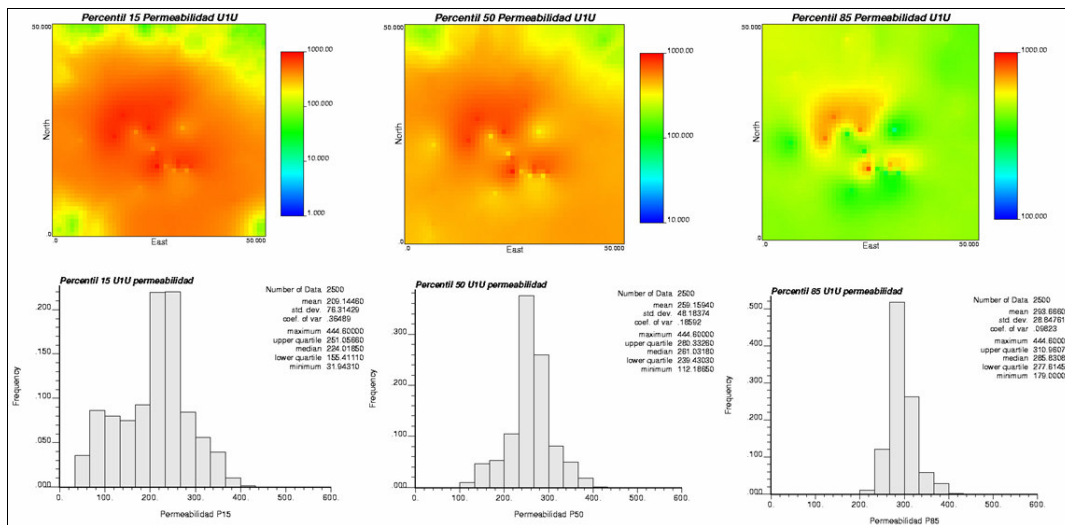 Percentil 15 Permeabilidad U1U
50.000
North
.0
.0
East
50.000
1000.00
100.000
10.000
1.000
Percentil 50 Permeabilidad U1U
50.000
North
.0
.0
East
50.000
1000.00
100.000
10.000
Percentil 85 Permeabilidad U1U
50.000
North
.0
.0
East
50.000
1000.00
100.000
Percentil 15 U1U permeabilidad
Number of Data 2500
mean 209.14460
std. dev. 76.31429
coef. of var .36489
maximum 444.60000
upper quartile 251.05660
median 224.01850
lower quartile 155.41110
minimum 31.94310
Frequency
.200
.150
.100
.050
.000
.0 100. 200. 300. 400. 500. 600.
Permeabilidad P15
Percentil 50 U1U permeabilidad
Number of Data 2500
mean 259.15940
std. dev. 48.18374
coef. of var .18592
maximum 444.60000
upper quartile 280.33260
median 261.03180
lower quartile 239.43030
minimum 112.18650
Frequency
.300
.200
.100
.000
.0 100. 200. 300. 400. 500. 600.
Permeabilidad P50
Percentil 85 U1U permeabilidad
Number of Data 2500
mean 293.6660
std. dev. 28.84761
coef. of var .09823
maximum 444.6000
upper quartile 310.9607
median 285.8308
lower quartile 277.6145
minimum 179.0000
Frequency
.500
.400
.300
.200
.100
.000
.0 100. 200. 300. 400. 500. 600.
Permeabilidad P85